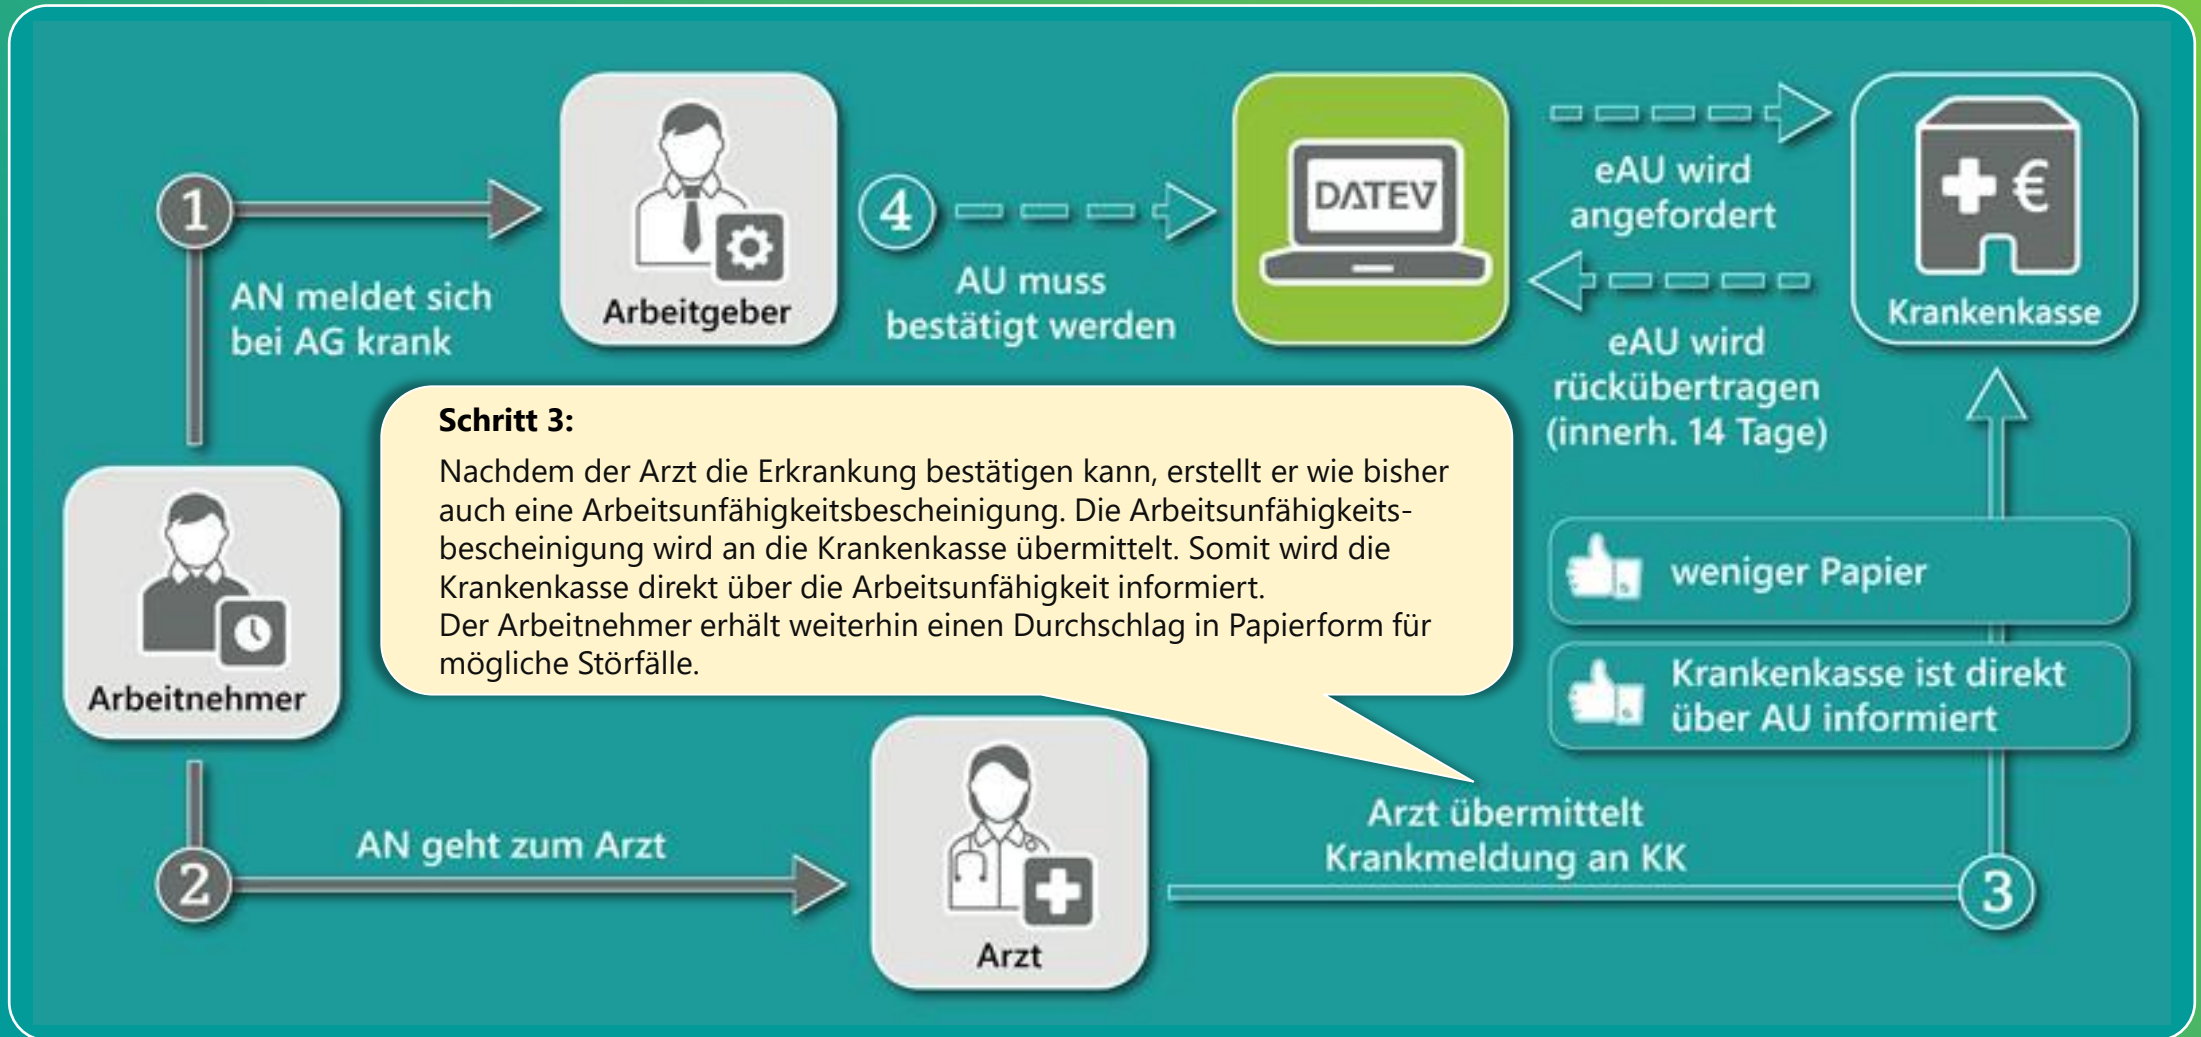 1
AN meldet sich
bei AG krank
Arbeitgeber
4
AU muss
bestätigt werden
DATEV
eAU wird
angefordert
eAU wird
rückübertragen
(innerh. 14 Tage)
Krankenkasse
Schritt 3:
Nachdem der Arzt die Erkrankung bestätigen kann, erstellt er wie bisher
auch eine Arbeitsunfähigkeitsbescheinigung. Die Arbeitsunfähigkeits-
bescheinigung wird an die Krankenkasse übermittelt. Somit wird die
Krankenkasse direkt über die Arbeitsunfähigkeit informiert.
Der Arbeitnehmer erhält weiterhin einen Durchschlag in Papierform für
mögliche Störfälle.
Arbeitnehmer
weniger Papier
Krankenkasse ist direkt
über AU informiert
2
AN geht zum Arzt
Arzt
Arzt übermittelt
Krankmeldung an KK
3
€